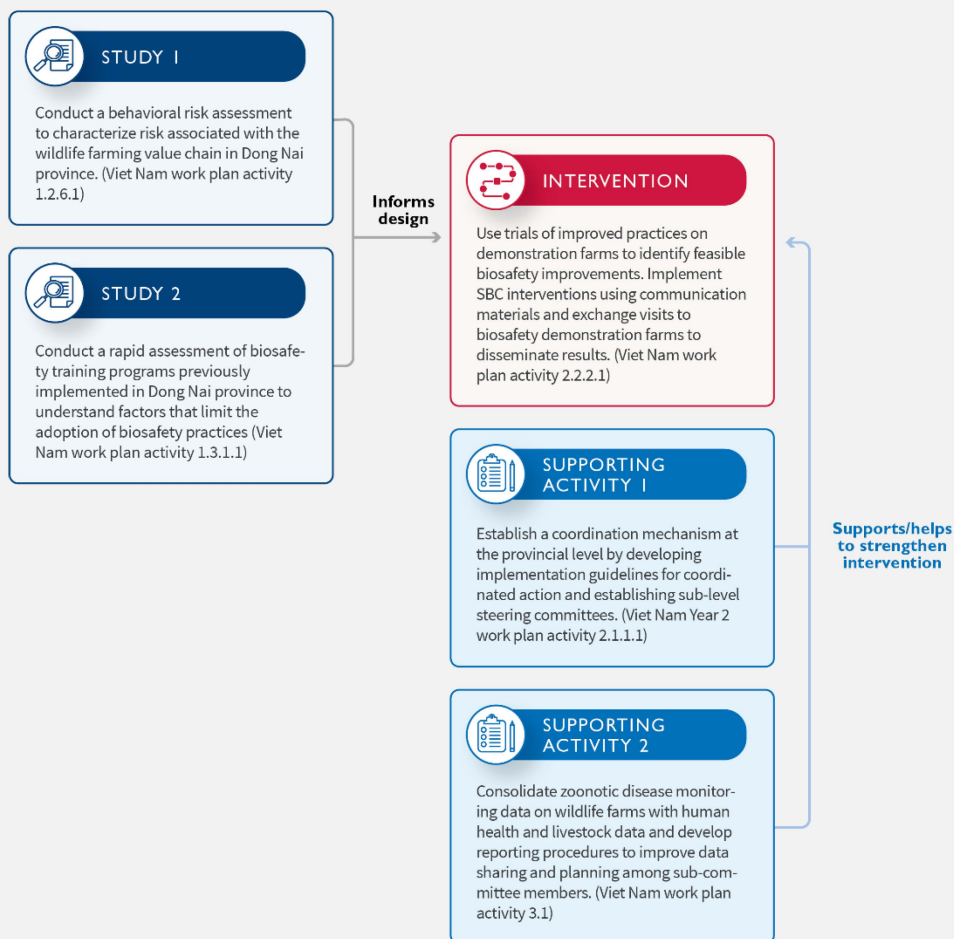 STUDY 1
Conduct a behavioral risk assessment
to characterize risk associated with the
wildlife farming value chain in Dong Nai
province. (Viet Nam work plan activity
1.2.6.1)
STUDY 2
Conduct a rapid assessment of biosafe-
ty training programs previously
implemented in Dong Nai province to
understand factors that limit the
adoption of biosafety practices (Viet
Nam work plan activity 1.3.1.1)
Informs
design
INTERVENTION
Use trials of improved practices on
demonstration farms to identify feasible
biosafety improvements. Implement
SBC interventions using communication
materials and exchange visits to
biosafety demonstration farms to
disseminate results. (Viet Nam work
plan activity 2.2.2.1)
SUPPORTING
ACTIVITY 1
Establish a coordination mechanism at
the provincial level by developing
implementation guidelines for coordi-
nated action and establishing sub-level
steering committees. (Viet Nam Year 2
work plan activity 2.1.1.1)
SUPPORTING
ACTIVITY 2
Consolidate zoonotic disease monitor-
ing data on wildlife farms with human
health and livestock data and develop
reporting procedures to improve data
sharing and planning among sub-com-
mittee members. (Viet Nam work plan
activity 3.1)
Supports/helps
to strengthen
intervention